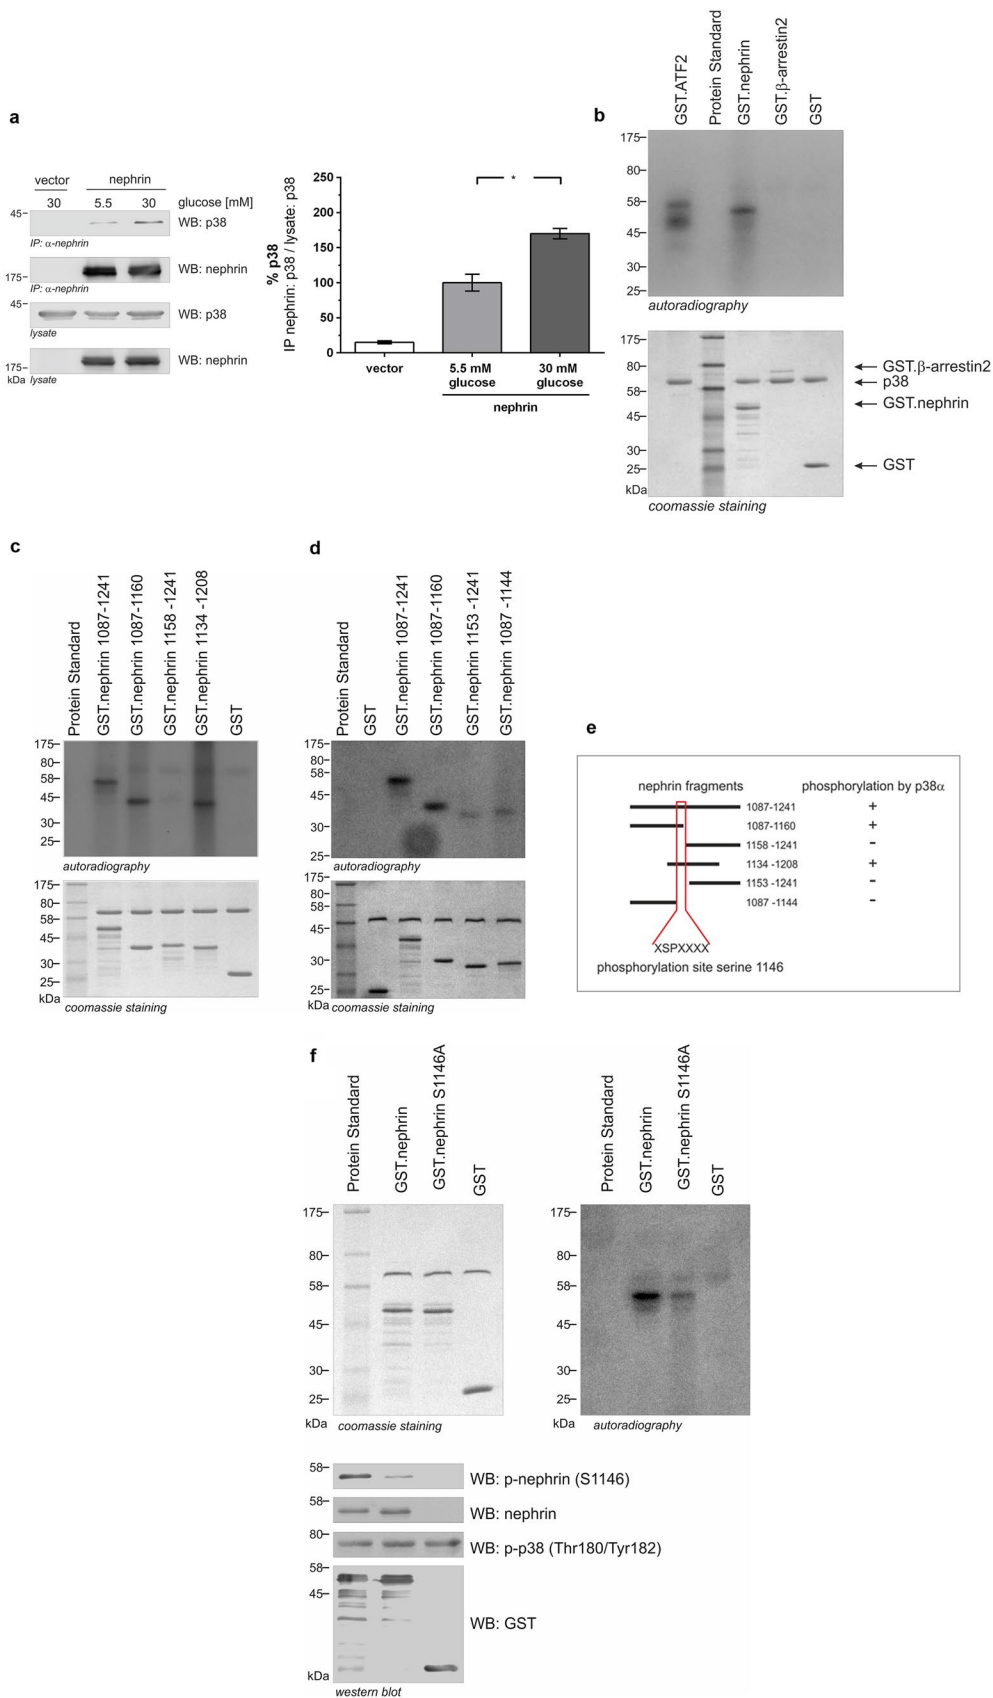 a
vector
nephrin
30
5.5
30
glucose [mM]
45
WB: p38
IP: α-nephrin
WB: nephrin
175
IP: α-nephrin
45
WB: p38
lysate
WB: nephrin
175
kDa
lysate
% p38
IP nephrin: p38 / lysate: p38
250
200
150
100
50
0
*
vector
5.5 mM
glucose
30 mM
glucose
nephrin
b
GST.ATF2
Protein Standard
GST.nephrin
GST.β-arrestin2
GST
175
80
58
45
30
25
autoradiography
175
80
58
45
30
25
kDa
GST.β-arrestin2
p38
GST.nephrin
GST
coomassie staining
c
Protein Standard
GST.nephrin 1087-1241
GST.nephrin 1087-1160
GST.nephrin 1158 -1241
GST.nephrin 1134 -1208
GST
175
80
58
45
30
25
autoradiography
175
80
58
45
30
25
kDa
coomassie staining
d
Protein Standard
GST
GST.nephrin 1087-1241
GST.nephrin 1087-1160
GST.nephrin 1153 -1241
GST.nephrin 1087 -1144
175
80
58
45
30
25
autoradiography
175
80
58
45
30
25
kDa
coomassie staining
e
nephrin fragments
phosphorylation by p38α
1087-1241 +
1087-1160 +
1158 -1241 -
1134 -1208 +
1153 -1241 -
1087 -1144 -
XSPXXXX
phosphorylation site serine 1146
f
Protein Standard
GST.nephrin
GST.nephrin S1146A
GST
175
80
58
45
30
25
kDa
coomassie staining
Protein Standard
GST.nephrin
GST.nephrin S1146A
GST
175
80
58
45
30
25
kDa
autoradiography
58
WB: p-nephrin (S1146)
58
WB: nephrin
80
WB: p-p38 (Thr180/Tyr182)
58
45
WB: GST
kDa
western blot